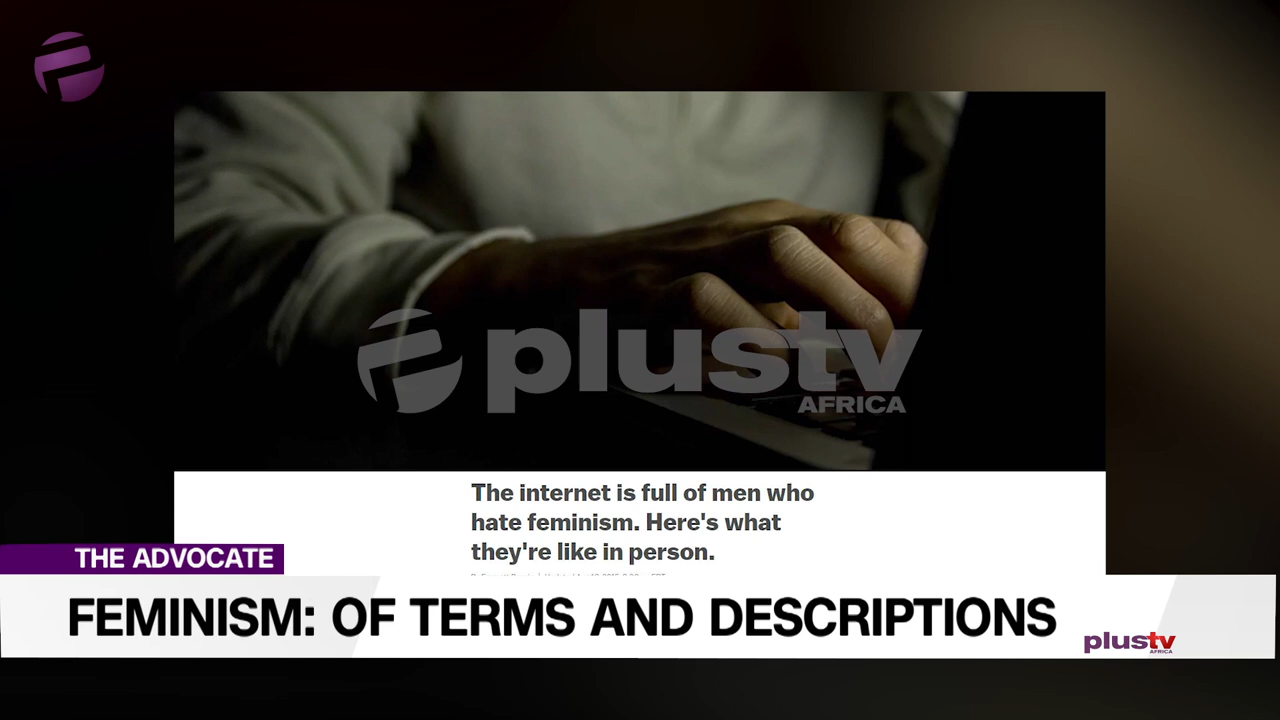 plustv
AFRICA
The internet is full of men who
hate feminism. Here's what
they're like in person.
THE ADVOCATE
FEMINISM: OF TERMS AND DESCRIPTIONS
plustv
AFRICA